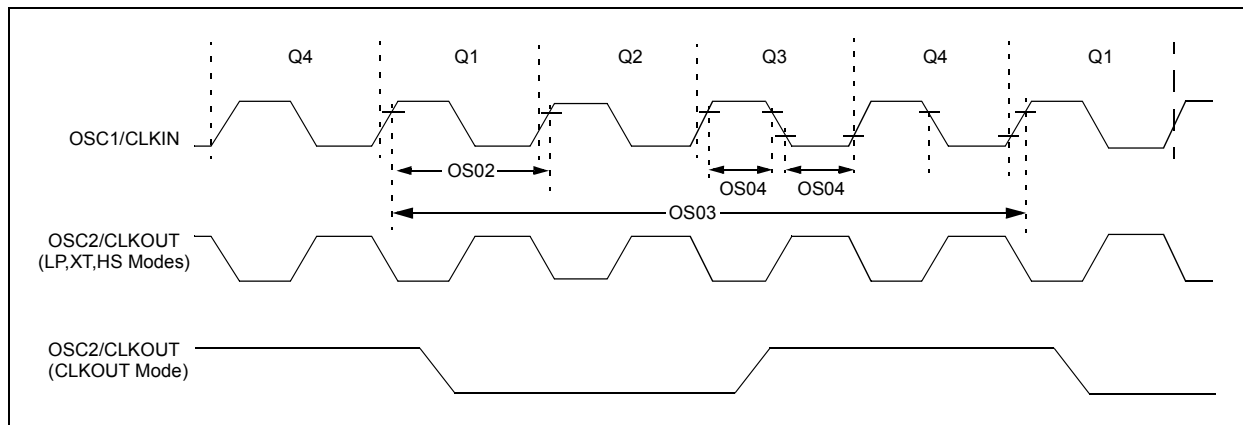 Q4 Q1 Q2 Q3 Q4 Q1
OSC1/CLKIN
OS02
OS04 OS04
OS03
OSC2/CLKOUT
(LP,XT,HS Modes)
OSC2/CLKOUT
(CLKOUT Mode)